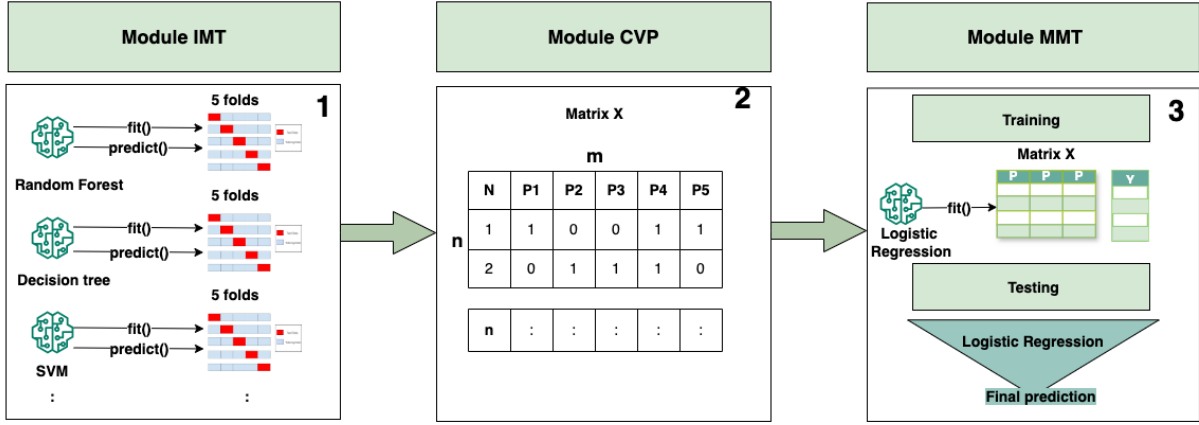 Module IMT
Module CVP
Module MMT
1
5 folds
fit()
predict()
Random Forest
5 folds
fit()
predict()
Decision tree
5 folds
fit()
predict()
SVM
: :
2
Matrix X
m
n
N P1 P2 P3 P4 P5
1 1 0 0 1 1
2 0 1 1 1 0
n : : : : :
3
Training
Matrix X
P P P Y
fit()
Logistic
Regression
Testing
Logistic Regression
Final prediction